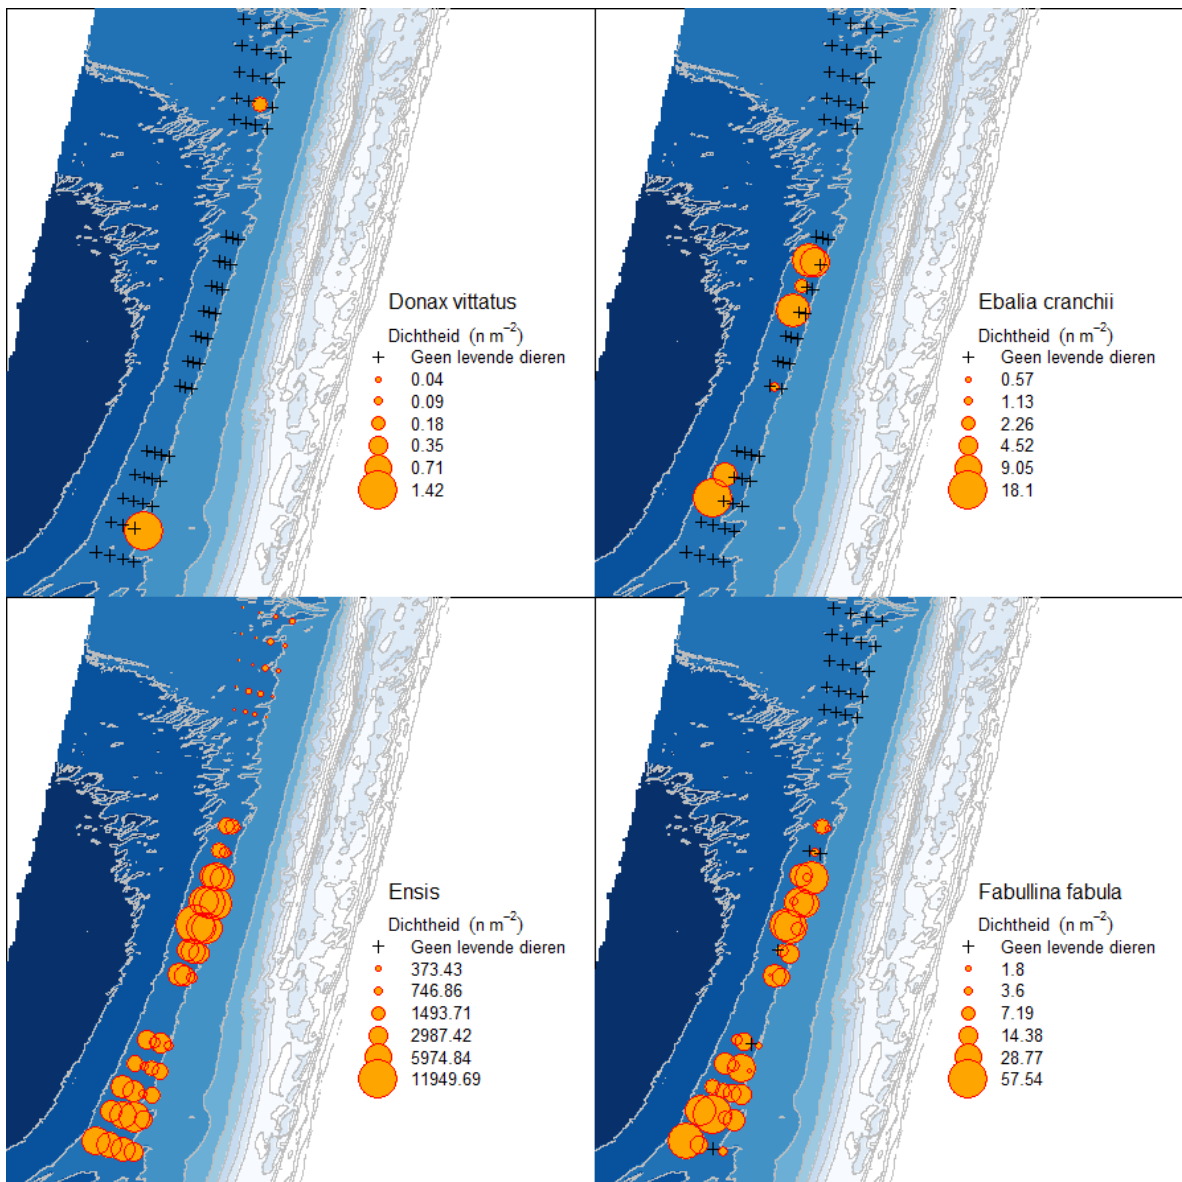 Donax vittatus
Dichtheid (n m⁻²)
Geen levende dieren
0.04
0.09
0.18
0.35
0.71
1.42
Ebalia cranchii
Dichtheid (n m⁻²)
Geen levende dieren
0.57
1.13
2.26
4.52
9.05
18.1
Ensis
Dichtheid (n m⁻²)
Geen levende dieren
373.43
746.86
1493.71
2987.42
5974.84
11949.69
Fabullina fabula
Dichtheid (n m⁻²)
Geen levende dieren
1.8
3.6
7.19
14.38
28.77
57.54